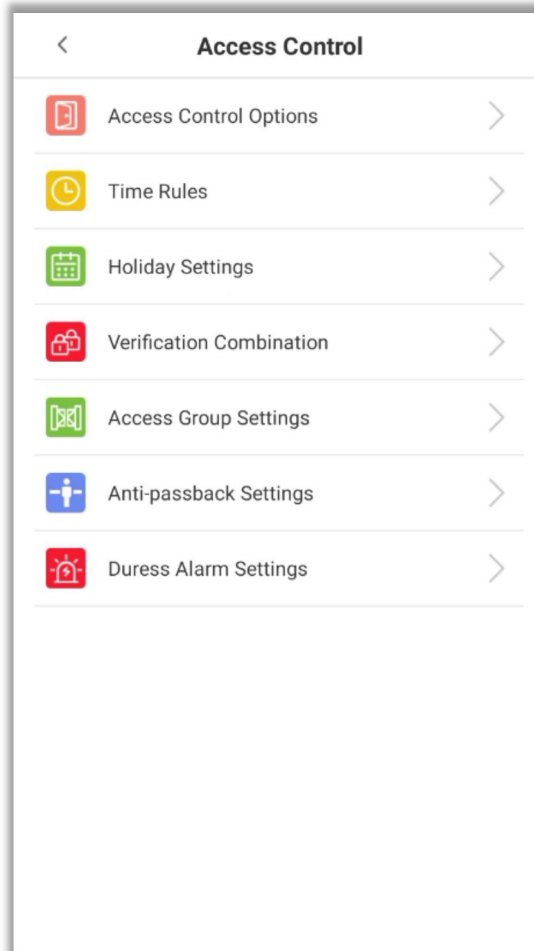 Access Control
Access Control Options
Time Rules
Holiday Settings
Verification Combination
Access Group Settings
Anti-passback Settings
Duress Alarm Settings